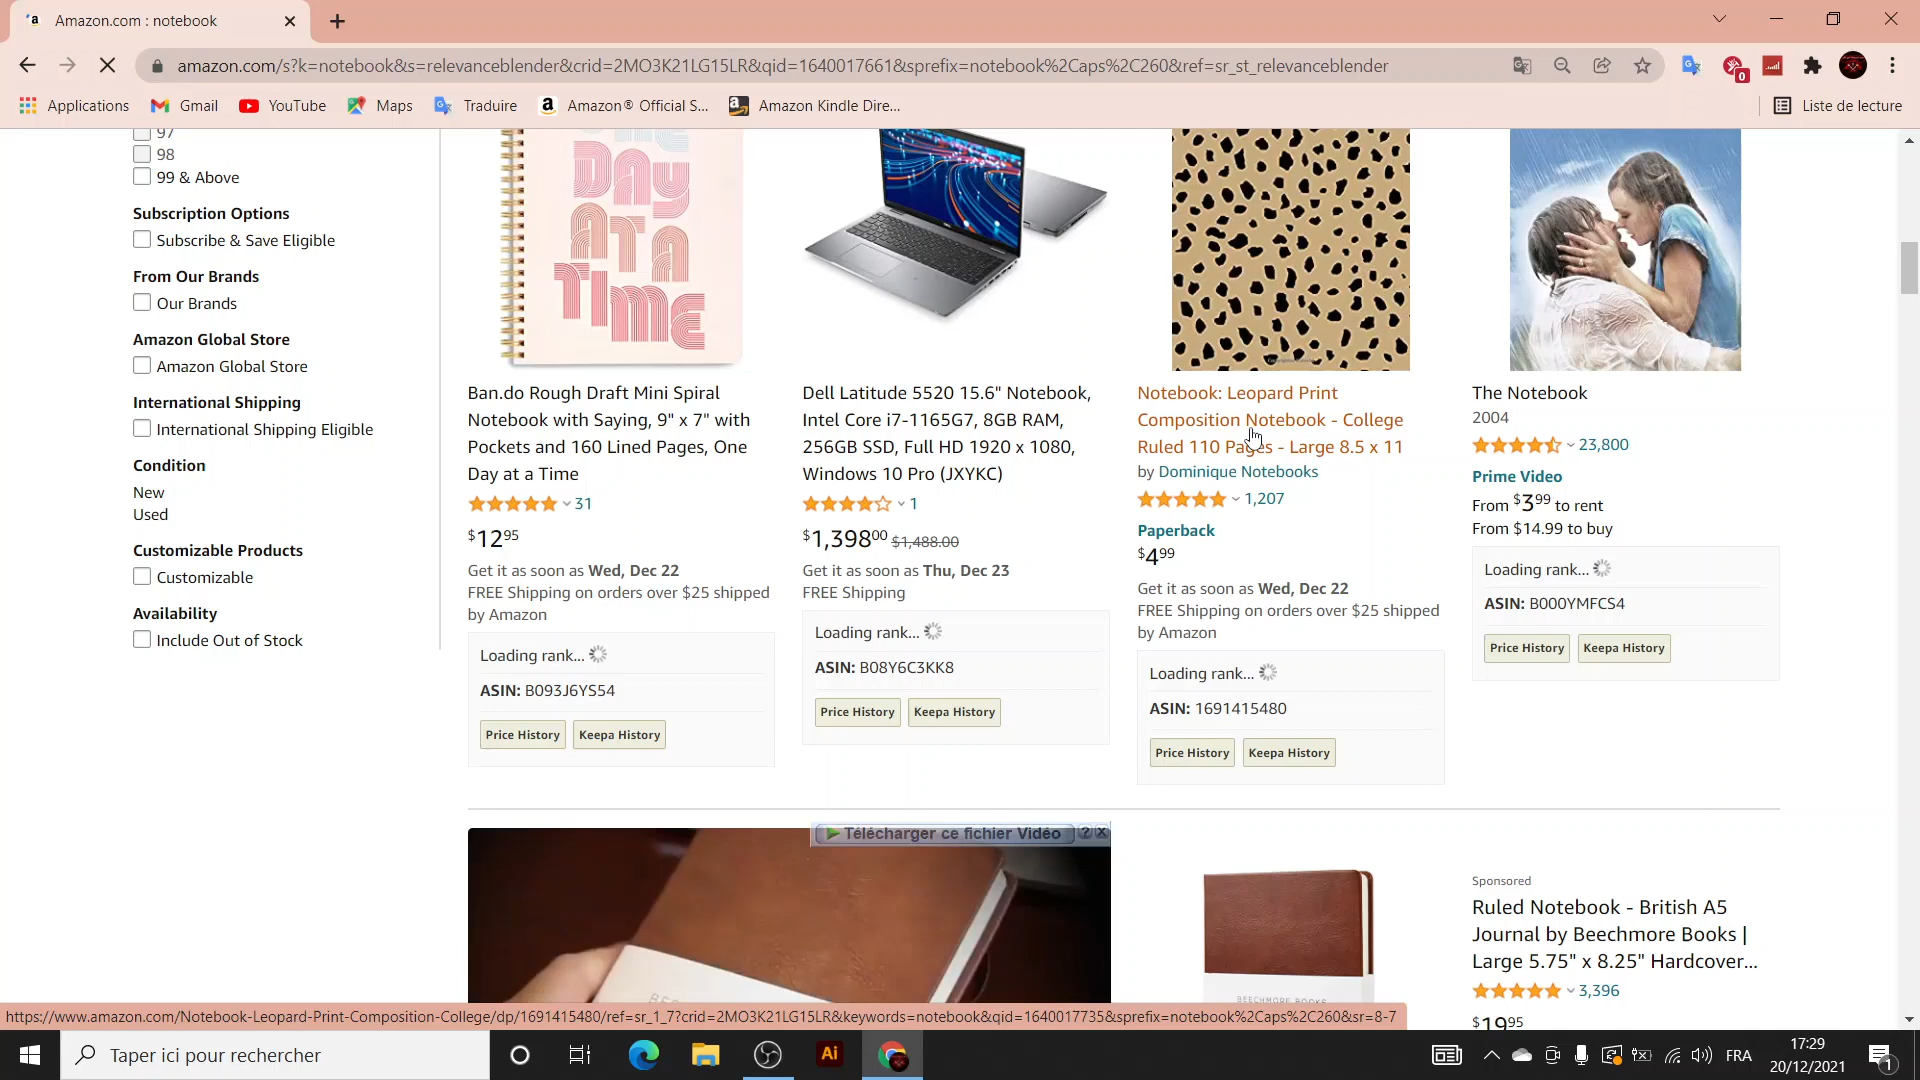 Amazon.com : notebook
amazon.com/s?k=notebook&s=relevanceblender&crid=2MO3K21LG15LR&qid=1640017661&sprefix=notebook%2Caps%2C260&ref=sr_st_relevanceblender
0
Applications
Gmail
YouTube
Maps
Traduire
Amazon® Official S...
Amazon Kindle Dire...
Liste de lecture
97
98
99 & Above
Subscription Options
Subscribe & Save Eligible
From Our Brands
Our Brands
Amazon Global Store
Amazon Global Store
International Shipping
International Shipping Eligible
Condition
New
Used
Customizable Products
Customizable
Availability
Include Out of Stock
ONE
DAY
AT A
TIME
Ban.do Rough Draft Mini Spiral
Notebook with Saying, 9" x 7" with
Pockets and 160 Lined Pages, One
Day at a Time
31
$12.95
Get it as soon as Wed, Dec 22
FREE Shipping on orders over $25 shipped
by Amazon
Loading rank...
ASIN: B093J6YS54
Price History
Keepa History
Dell Latitude 5520 15.6" Notebook,
Intel Core i7-1165G7, 8GB RAM,
256GB SSD, Full HD 1920 x 1080,
Windows 10 Pro (JXYKC)
1
$1,398.00 $1,488.00
Get it as soon as Thu, Dec 23
FREE Shipping
Loading rank...
ASIN: B08Y6C3KK8
Price History
Keepa History
Notebook: Leopard Print
Composition Notebook - College
Ruled 110 Pages - Large 8.5 x 11
by Dominique Notebooks
1,207
Paperback
$4.99
Get it as soon as Wed, Dec 22
FREE Shipping on orders over $25 shipped
by Amazon
Loading rank...
ASIN: 1691415480
Price History
Keepa History
The Notebook
2004
23,800
Prime Video
From $3.99 to rent
From $14.99 to buy
Loading rank...
ASIN: B000YMFCS4
Price History
Keepa History
Télécharger ce fichier Vidéo
BEECHMORE BOOKS
Sponsored
Ruled Notebook - British A5
Journal by Beechmore Books |
Large 5.75" x 8.25" Hardcover...
3,396
$19.95
https://www.amazon.com/Notebook-Leopard-Print-Composition-College/dp/1691415480/ref=sr_1_7?crid=2MO3K21LG15LR&keywords=notebook&qid=1640017735&sprefix=notebook%2Caps%2C260&sr=8-7
Taper ici pour rechercher
Ai
FRA
17:29
20/12/2021
1